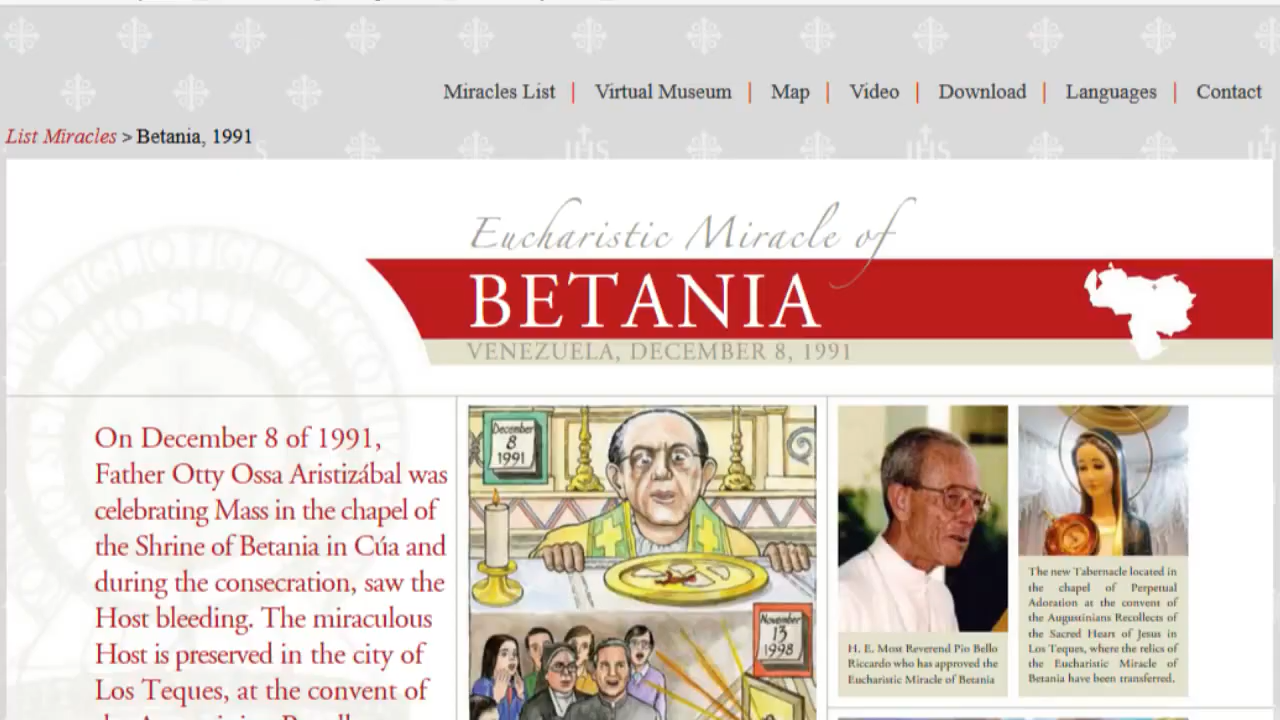 Miracles List | Virtual Museum | Map | Video | Download | Languages | Contact
List Miracles > Betania, 1991
Eucharistic Miracle of
BETANIA
VENEZUELA, DECEMBER 8, 1991
On December 8 of 1991,
Father Otty Ossa Aristizábal was
celebrating Mass in the chapel of
the Shrine of Betania in Cúa and
during the consecration, saw the
Host bleeding. The miraculous
Host is preserved in the city of
Los Teques, at the convent of
December
8
1991
November
13
1998
H. E. Most Reverend Pio Bello
Riccardo who has approved the
Eucharistic Miracle of Betania
The new Tabernacle located in
the chapel of Perpetual
Adoration at the convent of
the Augustinians Recollects of
the Sacred Heart of Jesus in
Los Teques, where the relics of
the Eucharistic Miracle of
Betania have been transferred.